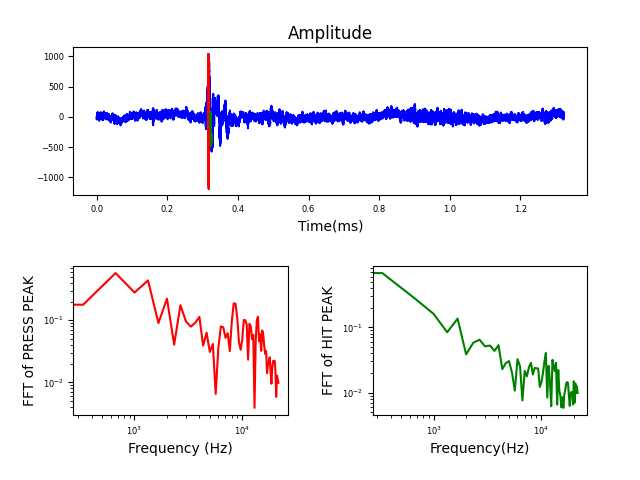 Amplitude
1000
500
0
−500
−1000
0.0 0.2 0.4 0.6 0.8 1.0 1.2
Time(ms)
FFT of PRESS PEAK
10⁻¹
10⁻²
10³ 10⁴
Frequency (Hz)
FFT of HIT PEAK
10⁻¹
10⁻²
10³ 10⁴
Frequency(Hz)